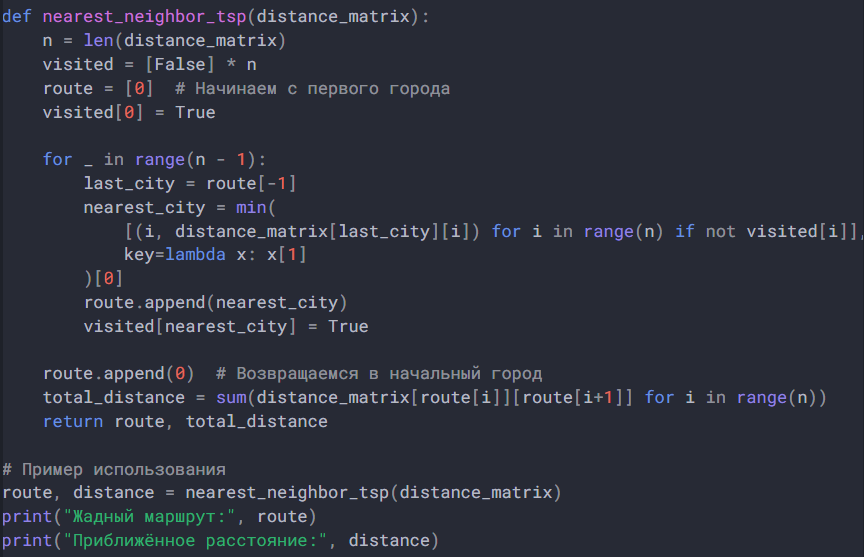 def nearest_neighbor_tsp(distance_matrix):
    n = len(distance_matrix)
    visited = [False] * n
    route = [0]  # Начинаем с первого города
    visited[0] = True

    for _ in range(n - 1):
        last_city = route[-1]
        nearest_city = min(
            [(i, distance_matrix[last_city][i]) for i in range(n) if not visited[i]],
            key=lambda x: x[1]
        )[0]
        route.append(nearest_city)
        visited[nearest_city] = True

    route.append(0)  # Возвращаемся в начальный город
    total_distance = sum(distance_matrix[route[i]][route[i+1]] for i in range(n))
    return route, total_distance

# Пример использования
route, distance = nearest_neighbor_tsp(distance_matrix)
print("Жадный маршрут:", route)
print("Приближённое расстояние:", distance)